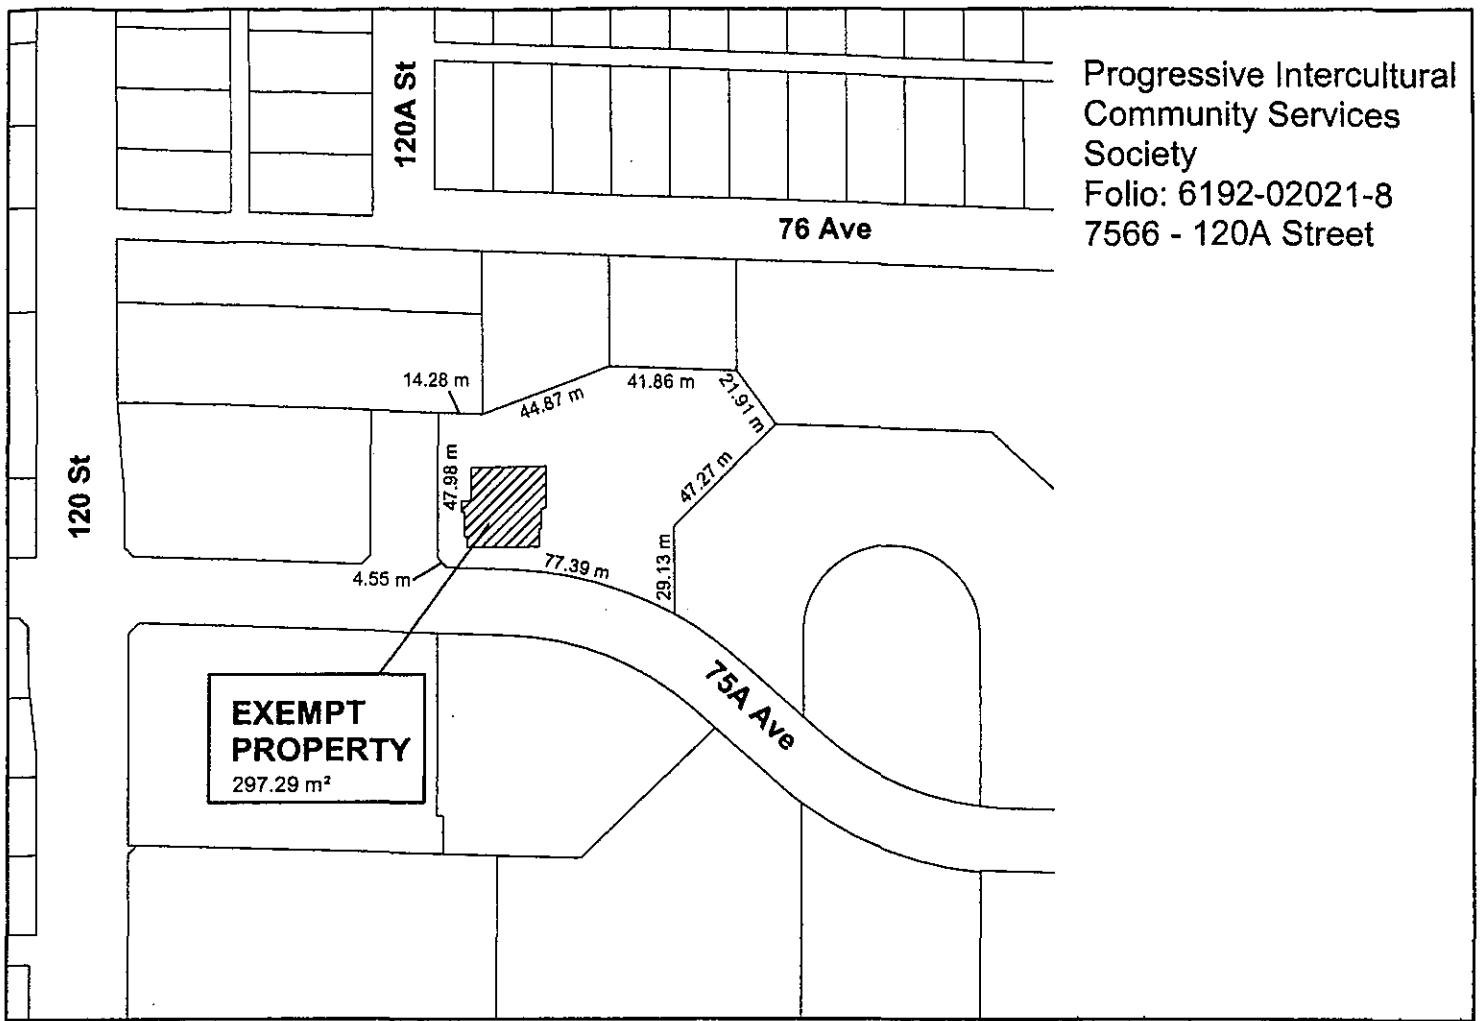 120A St
Progressive Intercultural
Community Services
Society
Folio: 6192-02021-8
7566 - 120A Street
76 Ave
14.28 m
44.87 m
41.86 m
21.91 m
120 St
47.98 m
47.27 m
4.55 m
77.39 m
29.13 m
75A Ave
EXEMPT
PROPERTY
297.29 m²